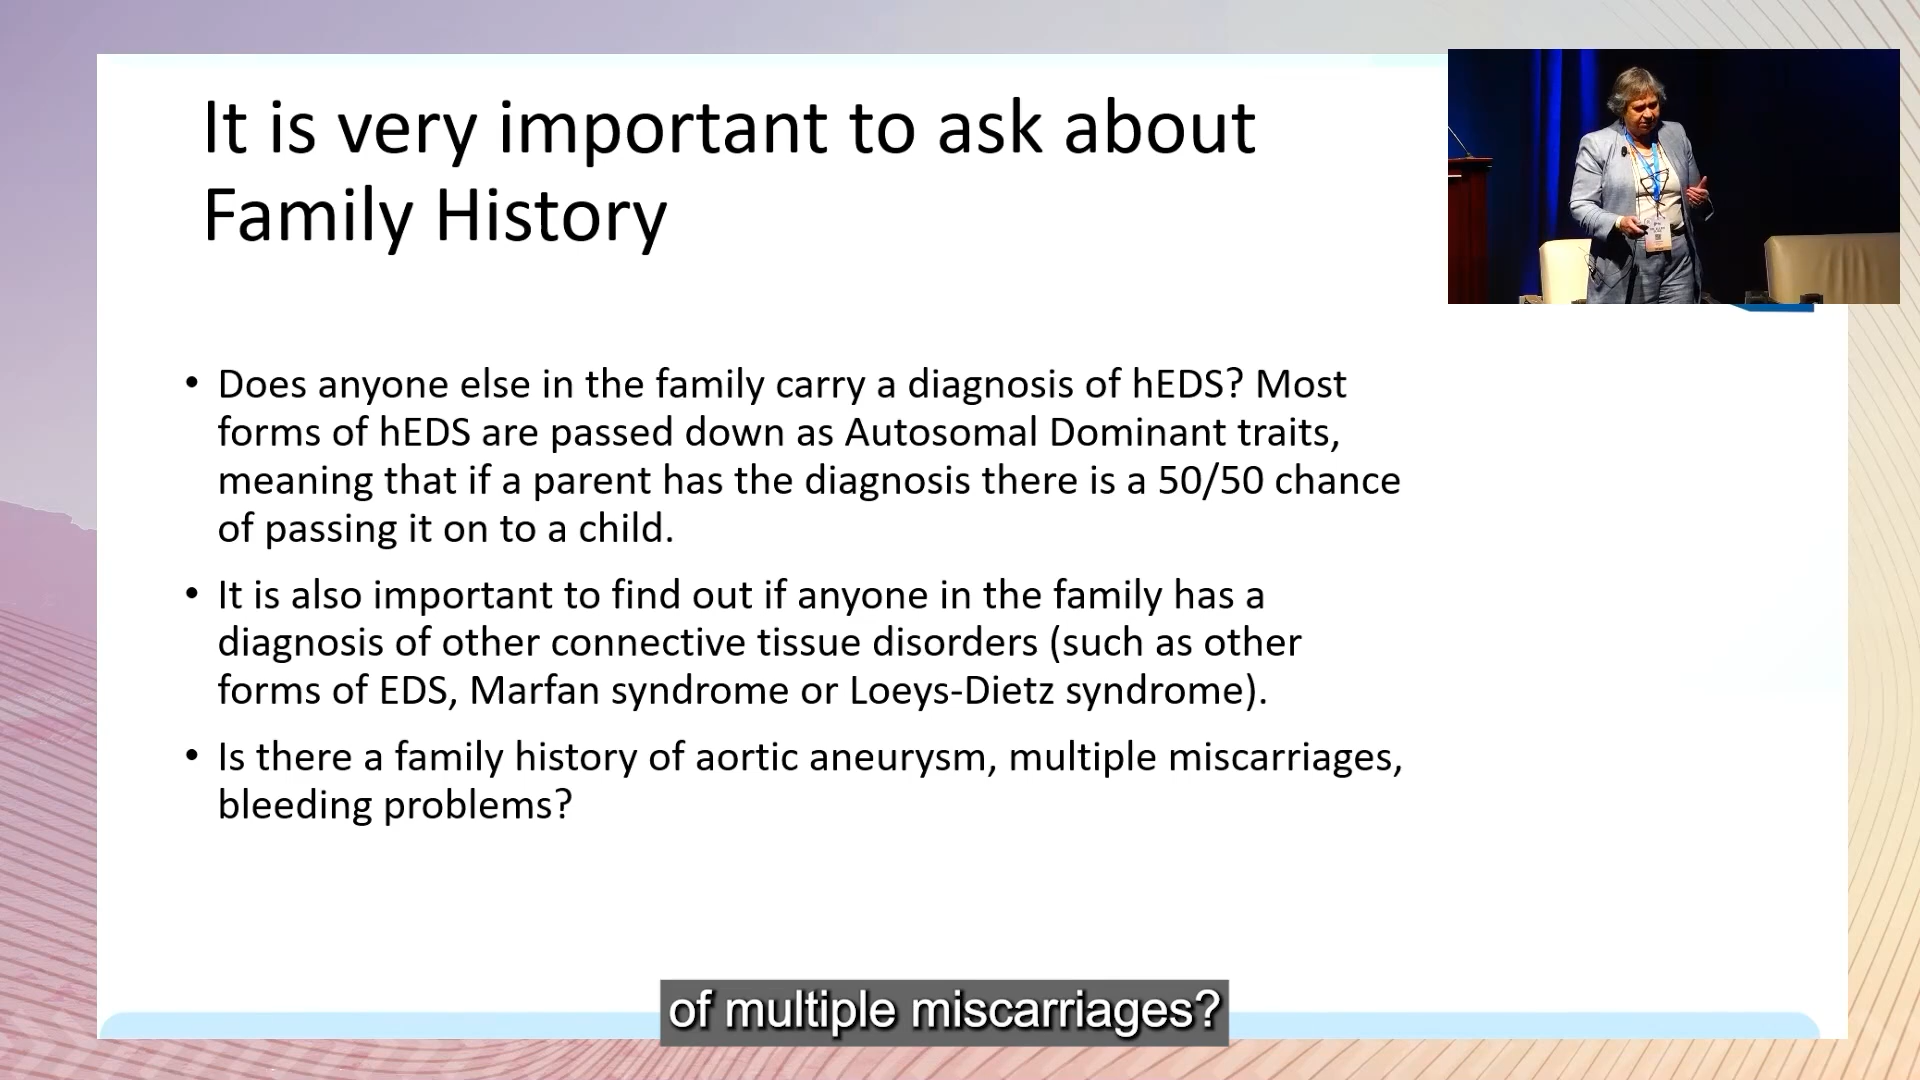 It is very important to ask about
Family History
• Does anyone else in the family carry a diagnosis of hEDS? Most
forms of hEDS are passed down as Autosomal Dominant traits,
meaning that if a parent has the diagnosis there is a 50/50 chance
of passing it on to a child.
• It is also important to find out if anyone in the family has a
diagnosis of other connective tissue disorders (such as other
forms of EDS, Marfan syndrome or Loeys-Dietz syndrome).
• Is there a family history of aortic aneurysm, multiple miscarriages,
bleeding problems?
of multiple miscarriages?